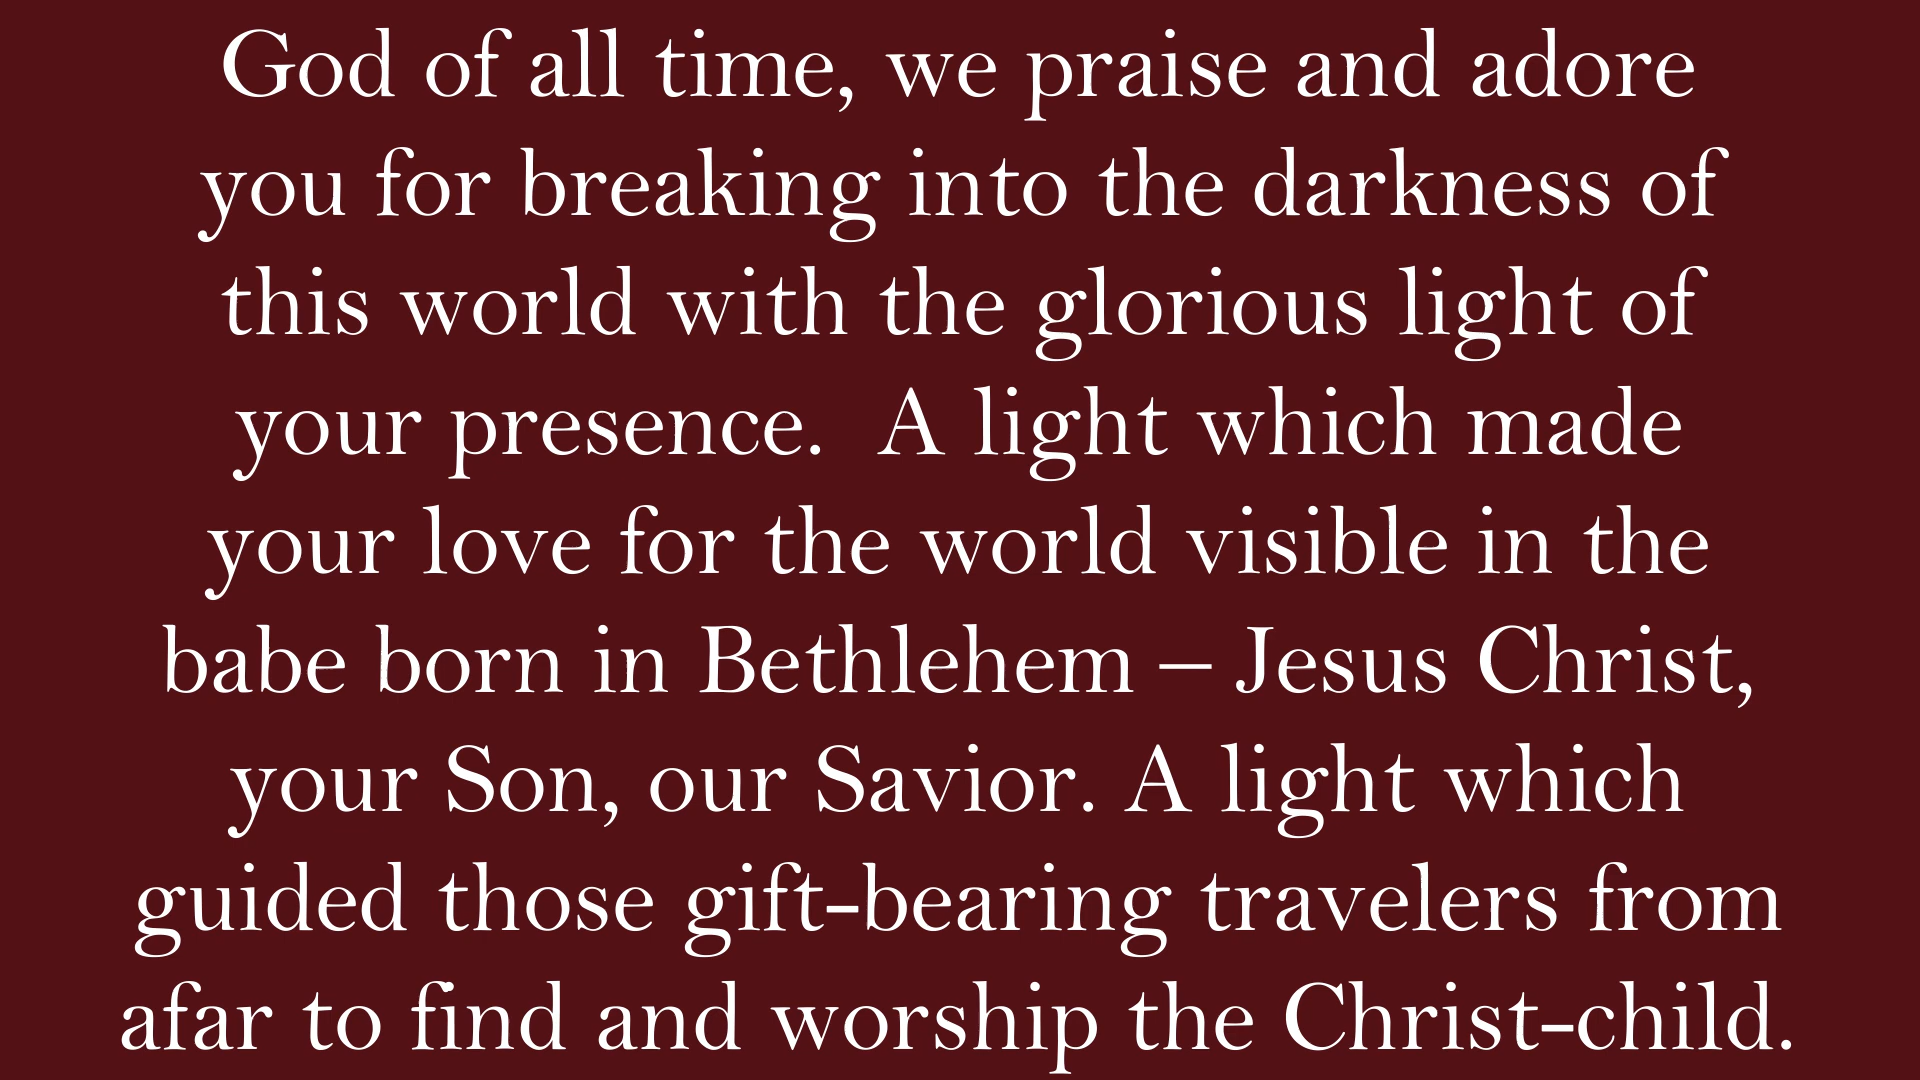 God of all time, we praise and adore
you for breaking into the darkness of
this world with the glorious light of
your presence.  A light which made
your love for the world visible in the
babe born in Bethlehem – Jesus Christ,
your Son, our Savior. A light which
guided those gift-bearing travelers from
afar to find and worship the Christ-child.